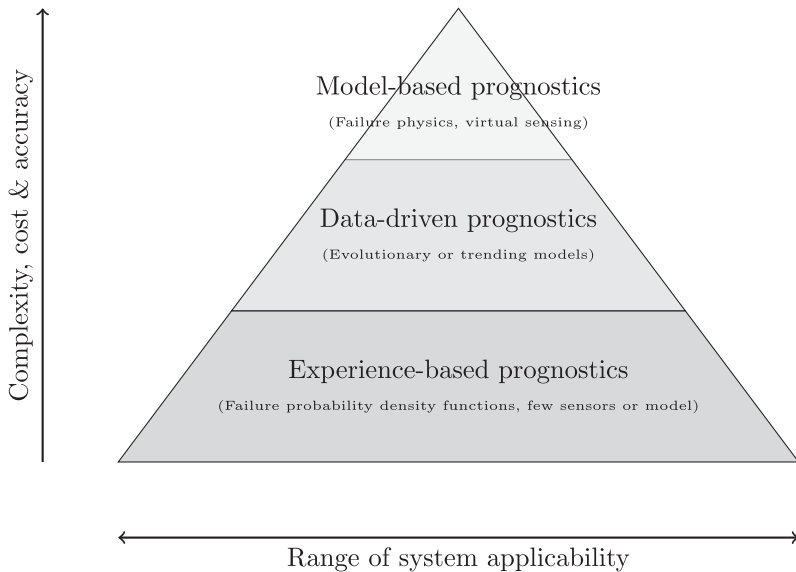 Complexity, cost & accuracy
Model-based prognostics
(Failure physics, virtual sensing)
Data-driven prognostics
(Evolutionary or trending models)
Experience-based prognostics
(Failure probability density functions, few sensors or model)
Range of system applicability